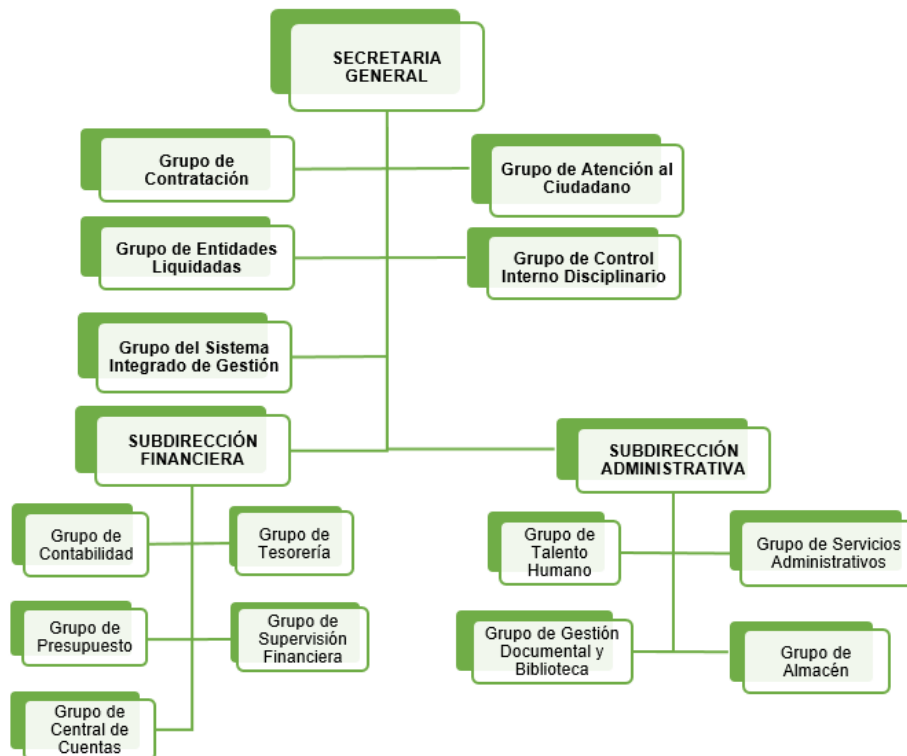 SECRETARIA
GENERAL
Grupo de
Contratación
Grupo de Atención al
Ciudadano
Grupo de Entidades
Liquidadas
Grupo de Control
Interno Disciplinario
Grupo del Sistema
Integrado de Gestión
SUBDIRECCIÓN
FINANCIERA
SUBDIRECCIÓN
ADMINISTRATIVA
Grupo de
Contabilidad
Grupo de
Tesorería
Grupo de
Talento
Humano
Grupo de Servicios
Administrativos
Grupo de
Presupuesto
Grupo de
Supervisión
Financiera
Grupo de Gestión
Documental y
Biblioteca
Grupo de
Almacén
Grupo de
Central de
Cuentas